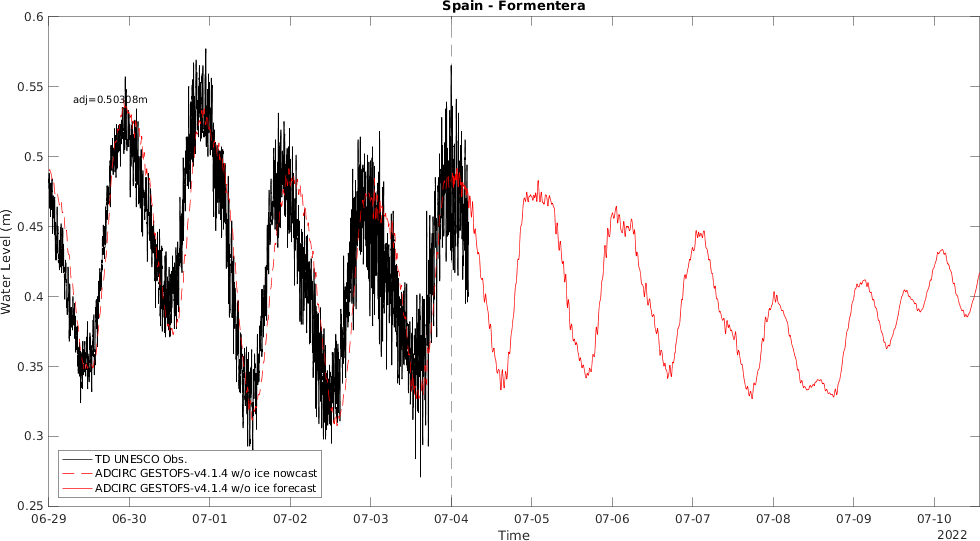 Spain - Formentera
0.6
0.55
0.5
0.45
0.4
0.35
0.3
0.25
Water Level (m)
adj=0.50308m
TD UNESCO Obs.
ADCIRC GESTOFS-v4.1.4 w/o ice nowcast
ADCIRC GESTOFS-v4.1.4 w/o ice forecast
06-29 06-30 07-01 07-02 07-03 07-04 07-05 07-06 07-07 07-08 07-09 07-10
Time
2022